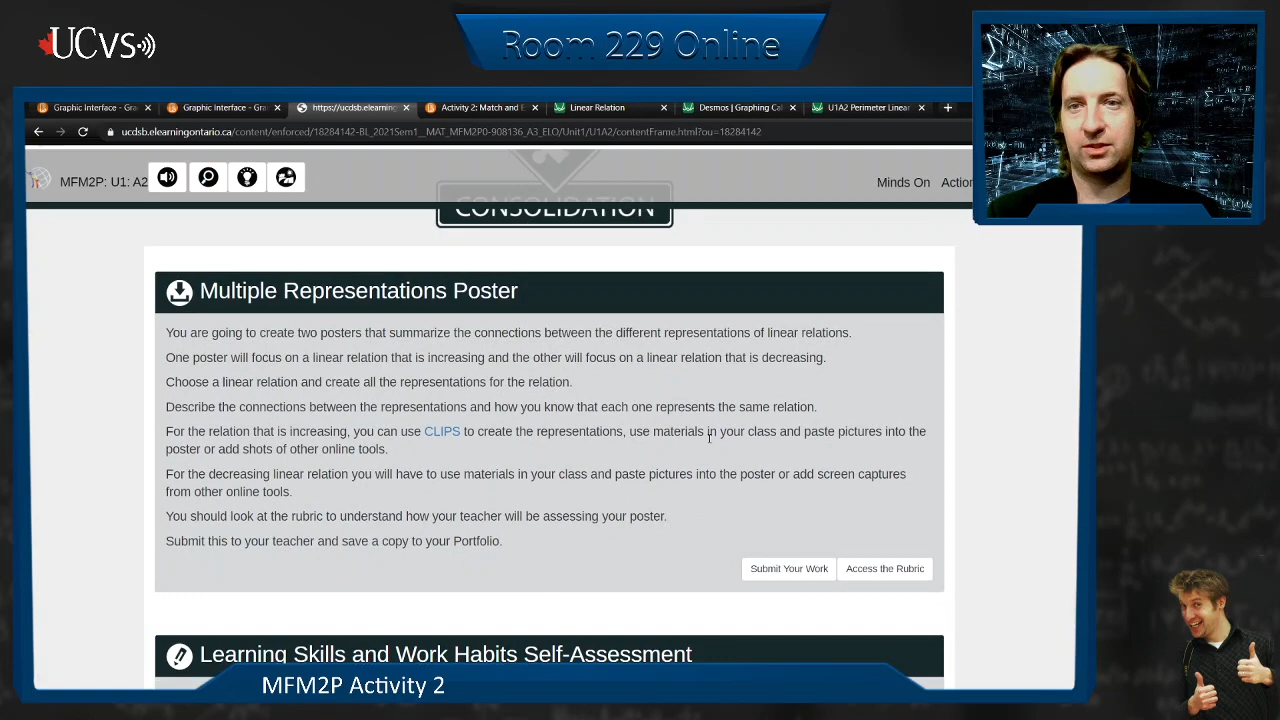 UCvs
Room 229 Online
Graphic Interface - Gra
Graphic Interface - Gra
https://ucdsb.elearning
Activity 2: Match and E
Linear Relation
Desmos | Graphing Cal
U1A2 Perimeter Linear
ucdsb.elearningontario.ca/content/enforced/18284142-BL_2021Sem1__MAT_MFM2P0-908136_A3_ELO/Unit1/U1A2/contentFrame.html?ou=18284142
MFM2P: U1: A2
Minds On Action
CONSOLIDATION
Multiple Representations Poster
You are going to create two posters that summarize the connections between the different representations of linear relations.
One poster will focus on a linear relation that is increasing and the other will focus on a linear relation that is decreasing.
Choose a linear relation and create all the representations for the relation.
Describe the connections between the representations and how you know that each one represents the same relation.
For the relation that is increasing, you can use CLIPS to create the representations, use materials in your class and paste pictures into the
poster or add shots of other online tools.
For the decreasing linear relation you will have to use materials in your class and paste pictures into the poster or add screen captures
from other online tools.
You should look at the rubric to understand how your teacher will be assessing your poster.
Submit this to your teacher and save a copy to your Portfolio.
Submit Your Work
Access the Rubric
Learning Skills and Work Habits Self-Assessment
MFM2P Activity 2